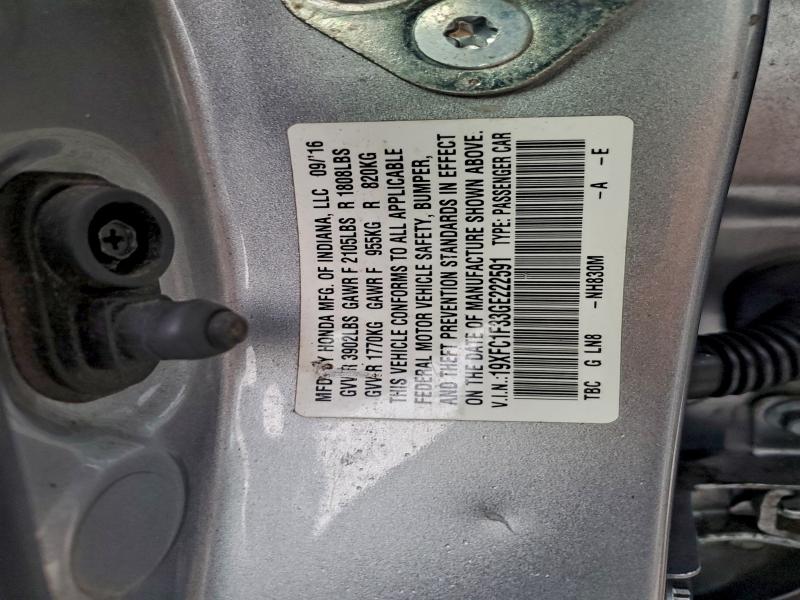 MFD. BY HONDA MFG. OF INDIANA, LLC 09/'16
GVWR 3902LBS GAWR F 2105LBS R 1808LBS
GVWR 1770KG GAWR F 955KG R 820KG
THIS VEHICLE CONFORMS TO ALL APPLICABLE
FEDERAL MOTOR VEHICLE SAFETY, BUMPER,
AND THEFT PREVENTION STANDARDS IN EFFECT
ON THE DATE OF MANUFACTURE SHOWN ABOVE.
V.I.N.: 19XFC1F33GE222591 TYPE: PASSENGER CAR
TBC G LN8 -NH830M -A -E